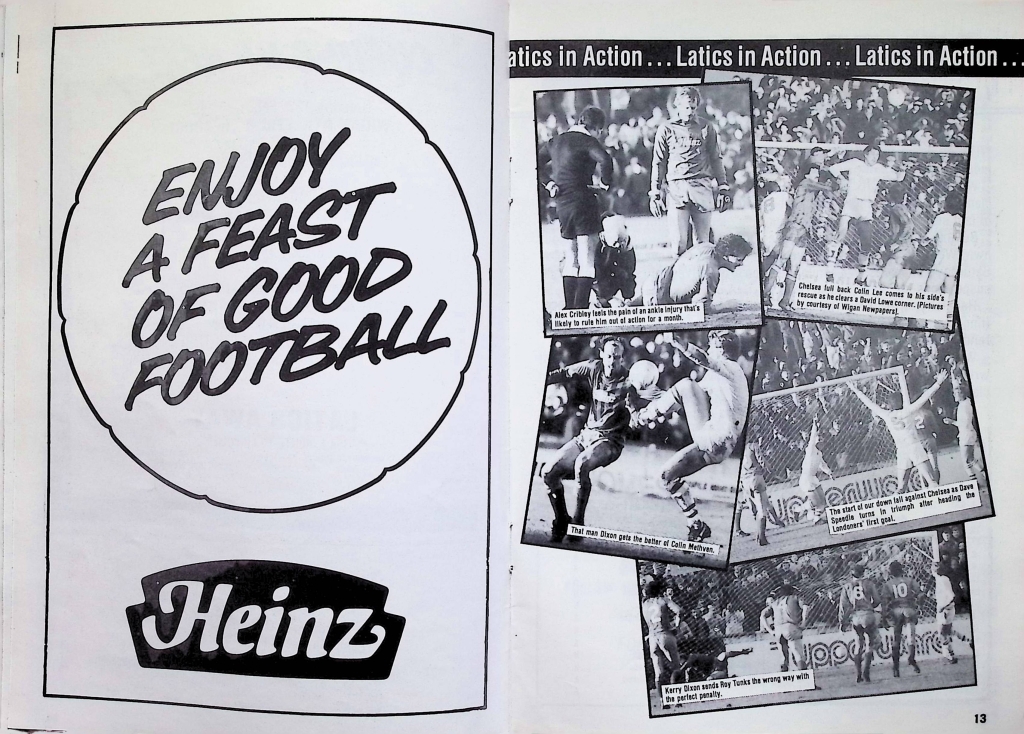 ENJOY
A FEAST
OF GOOD
FOOTBALL
Heinz
atics in Action... Latics in Action... Latics in Action...
Heinz
Alex Cribley feels the pain of an ankle injury that's
likely to rule him out of action for a month.
Chelsea full back Colin Lee comes to his side's
rescue as he clears a David Lowe corner. (Pictures
by courtesy of Wigan Newspapers).
That man Dixon gets the better of Colin Methven.
The start of our down fall against Chelsea as Dave
Speedie turns in triumph after heading the
Londoners' first goal.
8
10
Kerry Dixon sends Roy Tunks the wrong way with
the perfect penalty.
13